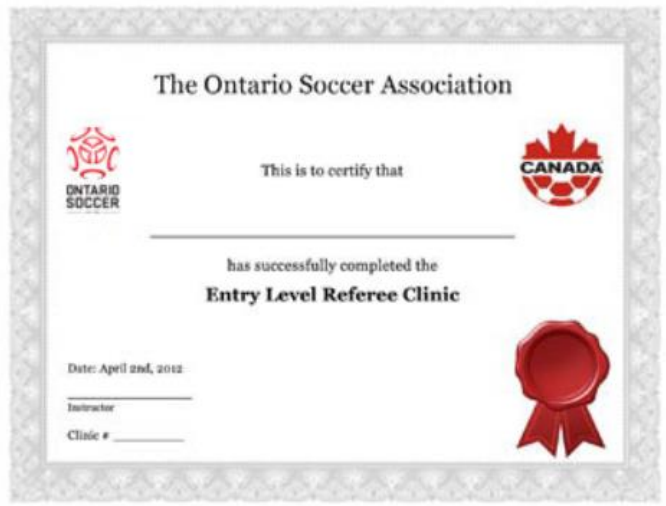 The Ontario Soccer Association
This is to certify that
ONTARIO
SOCCER
CANADA
has successfully completed the
Entry Level Referee Clinic
Date: April 2nd, 2012
Instructor
Clinic #